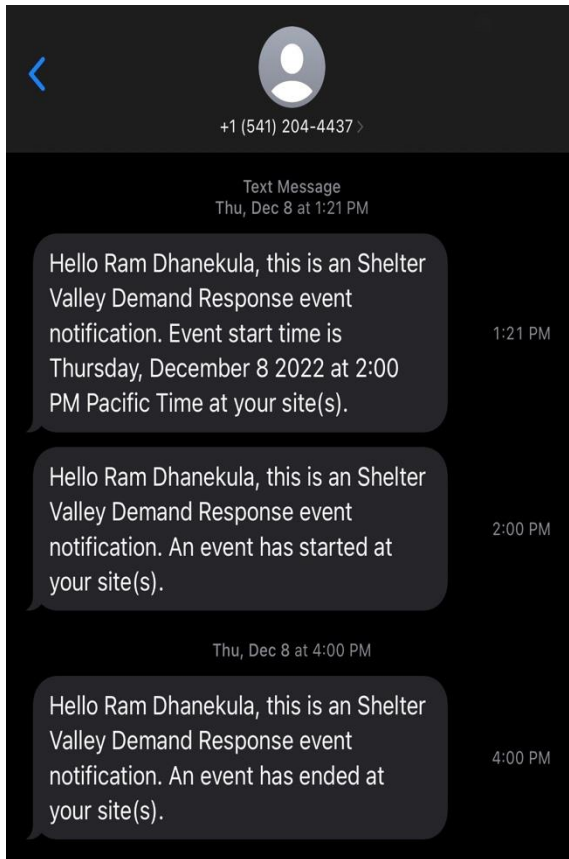 +1 (541) 204-4437 >
Text Message
Thu, Dec 8 at 1:21 PM
Hello Ram Dhanekula, this is an Shelter
Valley Demand Response event
notification. Event start time is
Thursday, December 8 2022 at 2:00
PM Pacific Time at your site(s).
1:21 PM
Hello Ram Dhanekula, this is an Shelter
Valley Demand Response event
notification. An event has started at
your site(s).
2:00 PM
Thu, Dec 8 at 4:00 PM
Hello Ram Dhanekula, this is an Shelter
Valley Demand Response event
notification. An event has ended at
your site(s).
4:00 PM